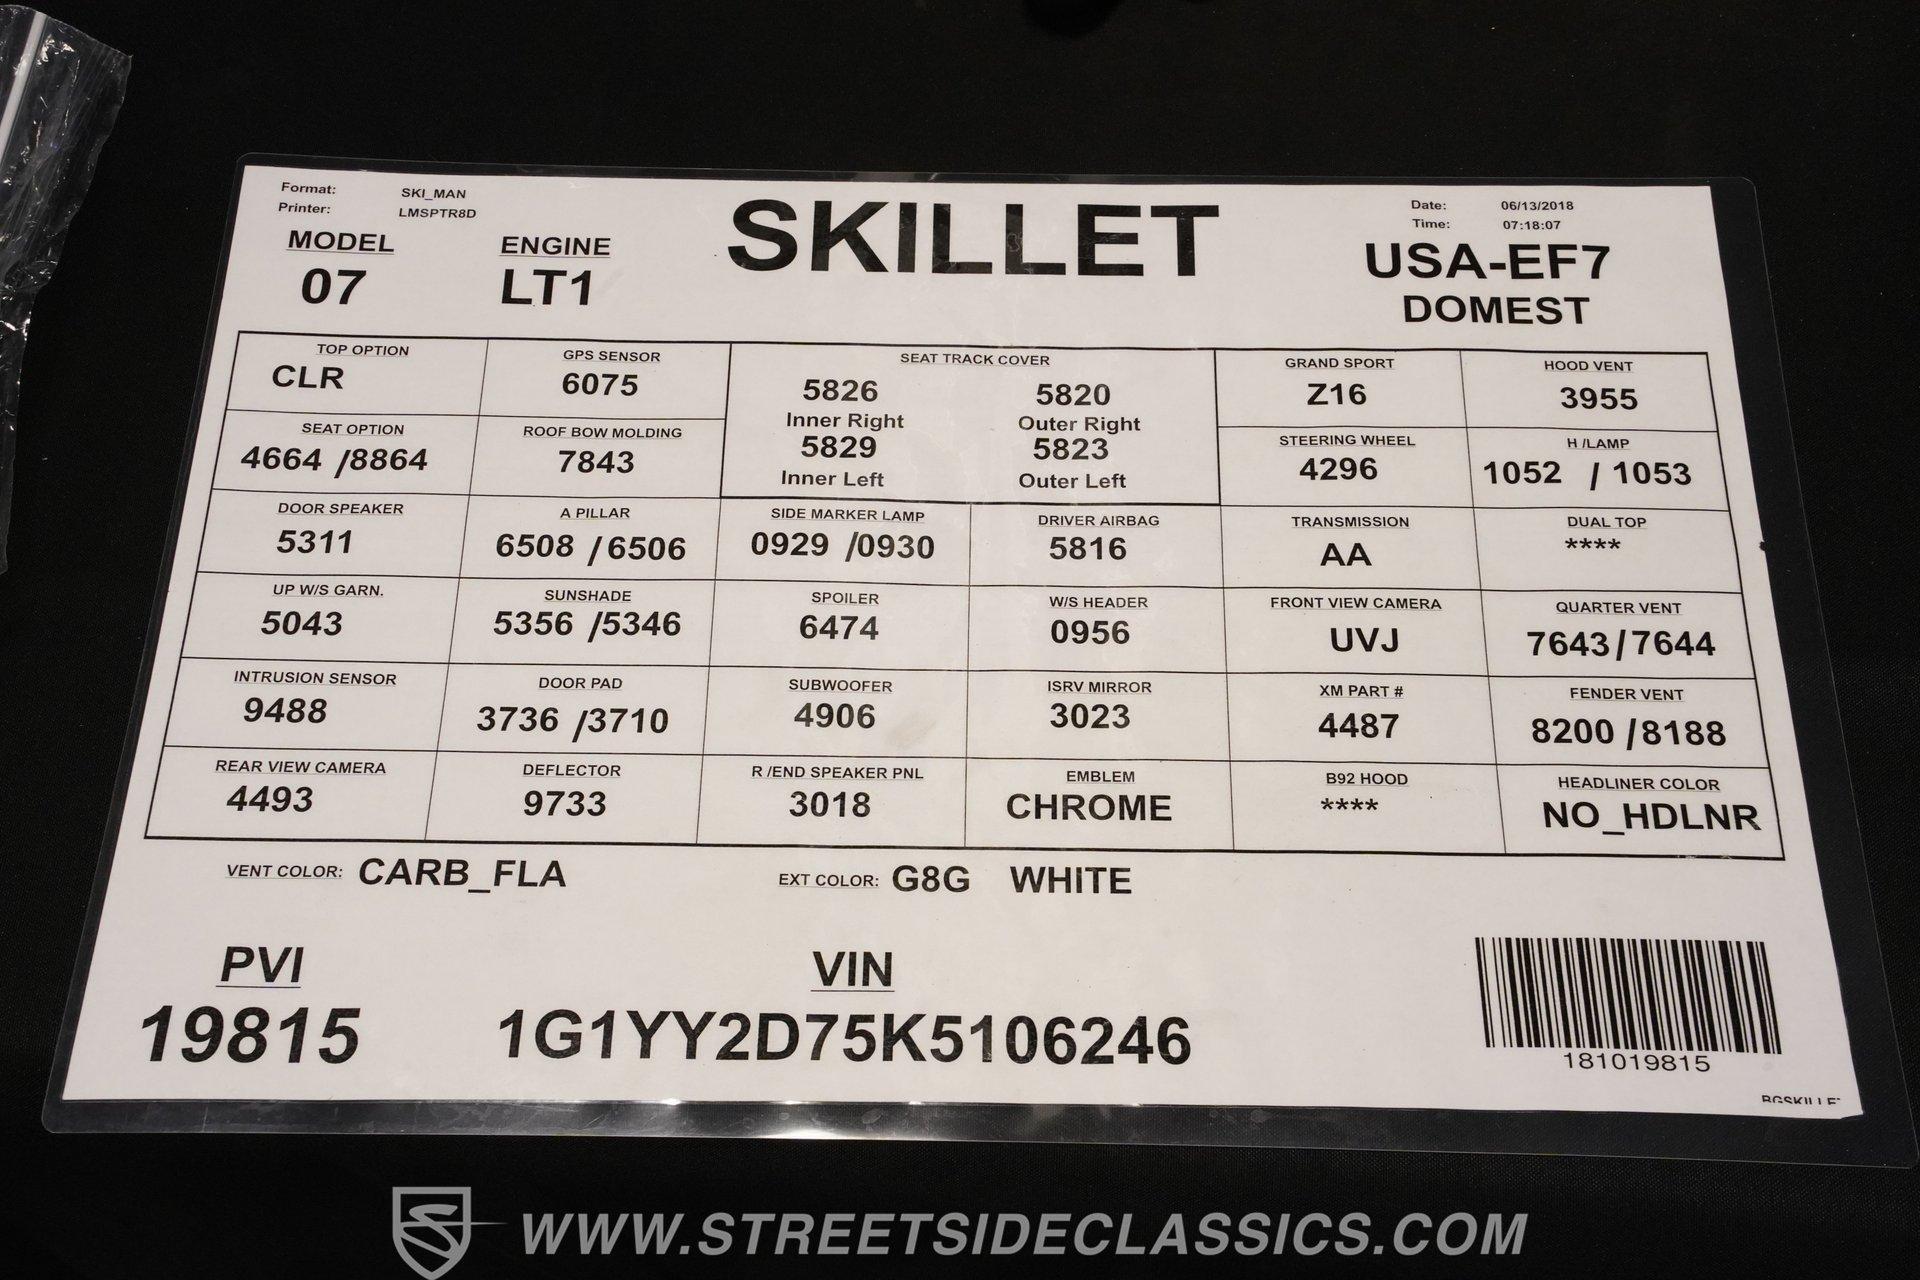 Format: SKI_MAN
Printer: LMSPTR8D
SKILLET
Date: 06/13/2018
Time: 07:18:07
MODEL ENGINE
07 LT1
USA-EF7
DOMEST
TOP OPTION GPS SENSOR SEAT TRACK COVER GRAND SPORT HOOD VENT
CLR 6075 5826 5820 Z16 3955
Inner Right Outer Right
SEAT OPTION ROOF BOW MOLDING STEERING WHEEL H /LAMP
4664 /8864 7843 5829 5823 4296 1052 / 1053
Inner Left Outer Left
DOOR SPEAKER A PILLAR SIDE MARKER LAMP DRIVER AIRBAG TRANSMISSION DUAL TOP
5311 6508 /6506 0929 /0930 5816 AA ****
UP W/S GARN. SUNSHADE SPOILER W/S HEADER FRONT VIEW CAMERA QUARTER VENT
5043 5356 /5346 6474 0956 UVJ 7643/7644
INTRUSION SENSOR DOOR PAD SUBWOOFER ISRV MIRROR XM PART # FENDER VENT
9488 3736 /3710 4906 3023 4487 8200 /8188
REAR VIEW CAMERA DEFLECTOR R /END SPEAKER PNL EMBLEM B92 HOOD HEADLINER COLOR
4493 9733 3018 CHROME **** NO_HDLNR
VENT COLOR: CARB_FLA EXT COLOR: G8G WHITE
PVI VIN
19815 1G1YY2D75K5106246
181019815
WWW.STREETSIDECLASSICS.COM